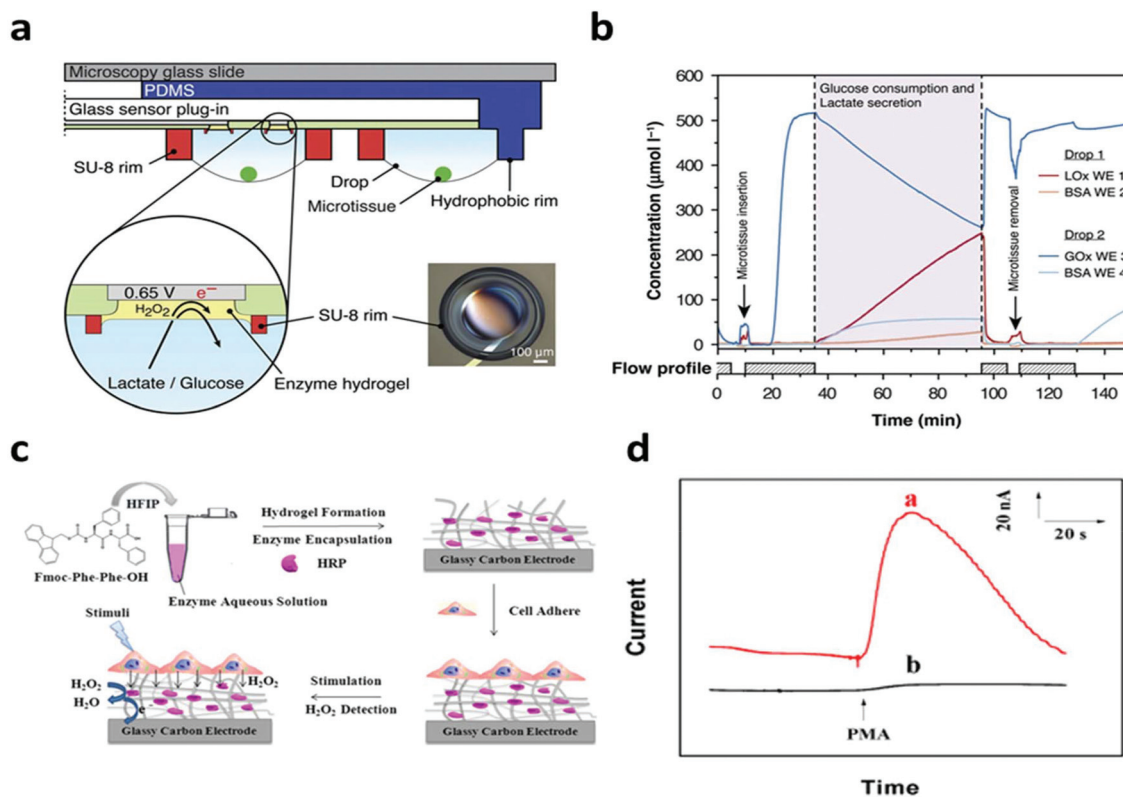 a
Microscopy glass slide
PDMS
Glass sensor plug-in
SU-8 rim
Drop
Microtissue
Hydrophobic rim
0.65 V
e−
H2O2
SU-8 rim
Lactate / Glucose
Enzyme hydrogel
100 µm
b
600
500
400
300
200
100
0
Concentration (µmol l−1)
Glucose consumption and
Lactate secretion
Microtissue insertion
Microtissue removal
Drop 1
LOx WE 1
BSA WE 2
Drop 2
GOx WE 3
BSA WE 4
Flow profile
0 20 40 60 80 100 120 140
Time (min)
c
HFIP
Fmoc-Phe-Phe-OH
Enzyme Aqueous Solution
Hydrogel Formation
Enzyme Encapsulation
HRP
Glassy Carbon Electrode
Cell Adhere
Stimuli
H2O2
H2O
H2O2
e-
Glassy Carbon Electrode
Stimulation
H2O2 Detection
Glassy Carbon Electrode
d
Current
a
20 nA
20 s
b
PMA
Time